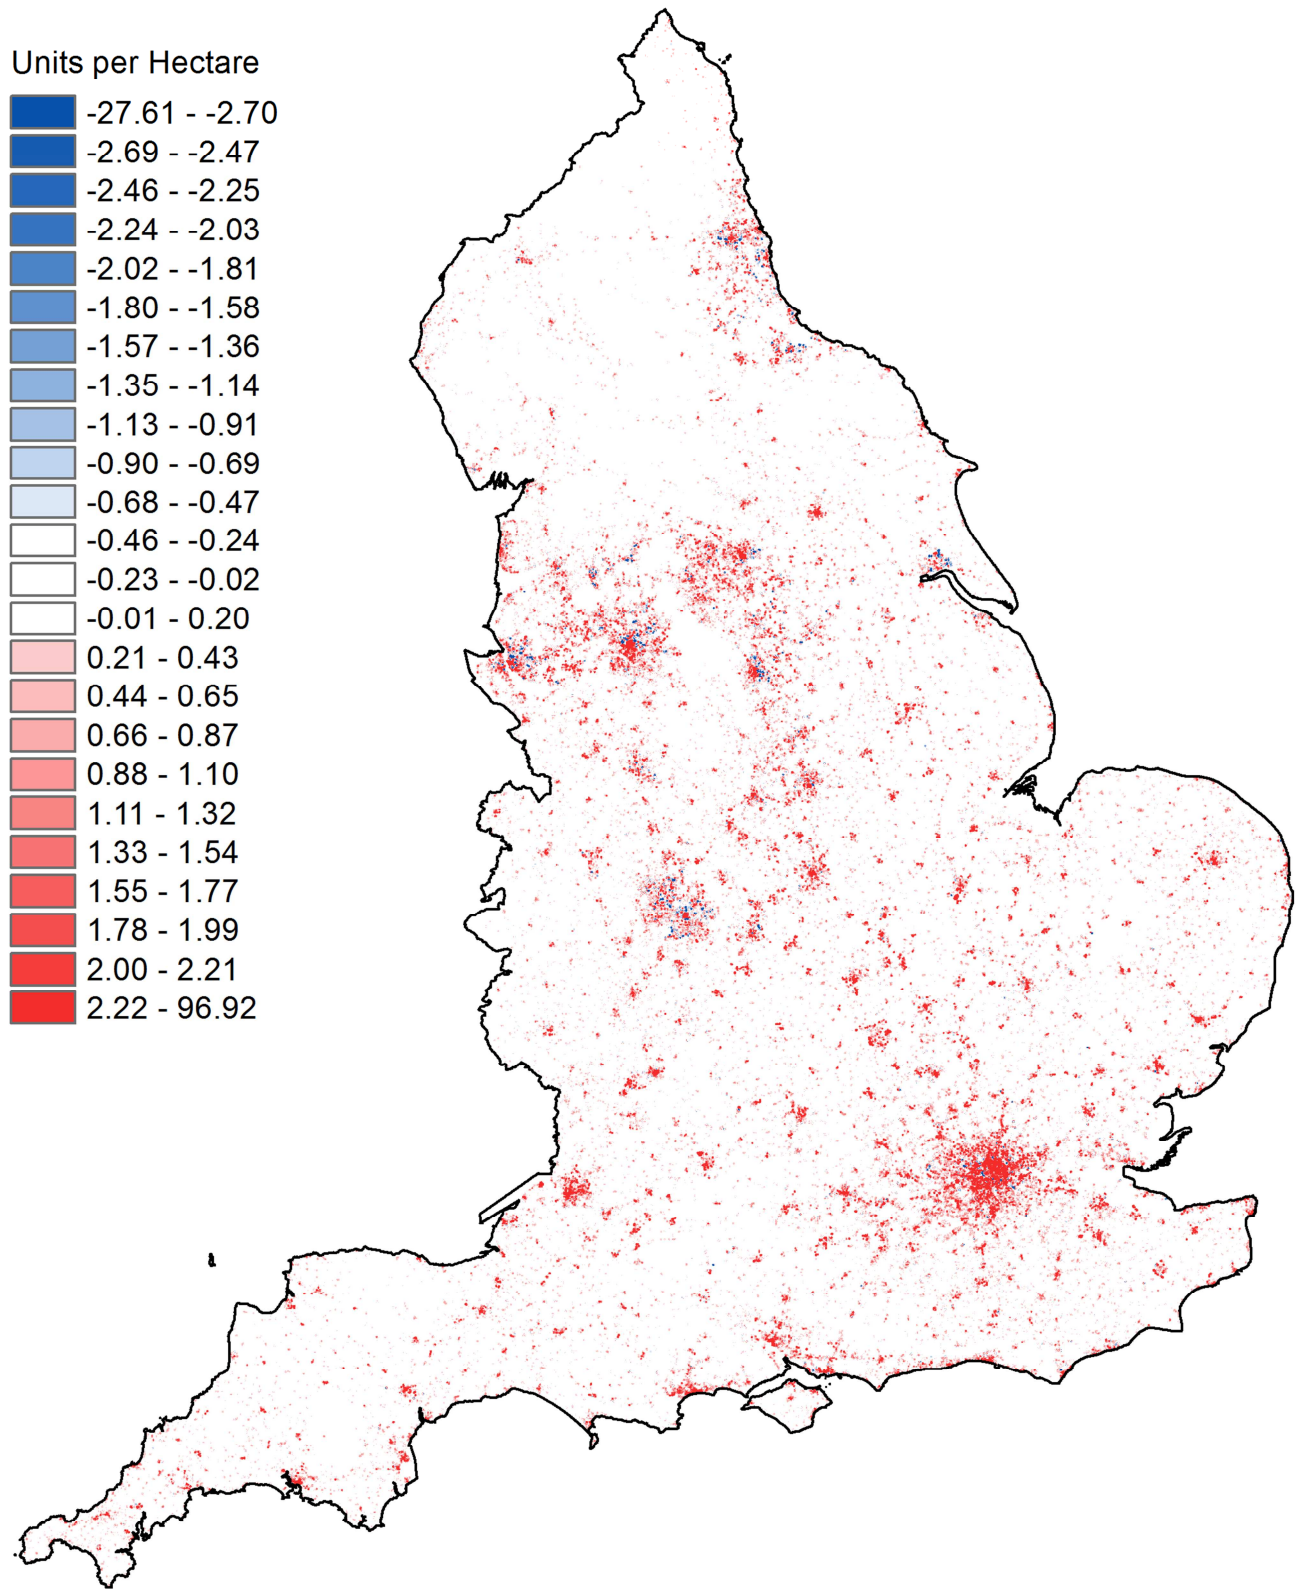 Units per Hectare
-27.61 - -2.70
-2.69 - -2.47
-2.46 - -2.25
-2.24 - -2.03
-2.02 - -1.81
-1.80 - -1.58
-1.57 - -1.36
-1.35 - -1.14
-1.13 - -0.91
-0.90 - -0.69
-0.68 - -0.47
-0.46 - -0.24
-0.23 - -0.02
-0.01 - 0.20
0.21 - 0.43
0.44 - 0.65
0.66 - 0.87
0.88 - 1.10
1.11 - 1.32
1.33 - 1.54
1.55 - 1.77
1.78 - 1.99
2.00 - 2.21
2.22 - 96.92